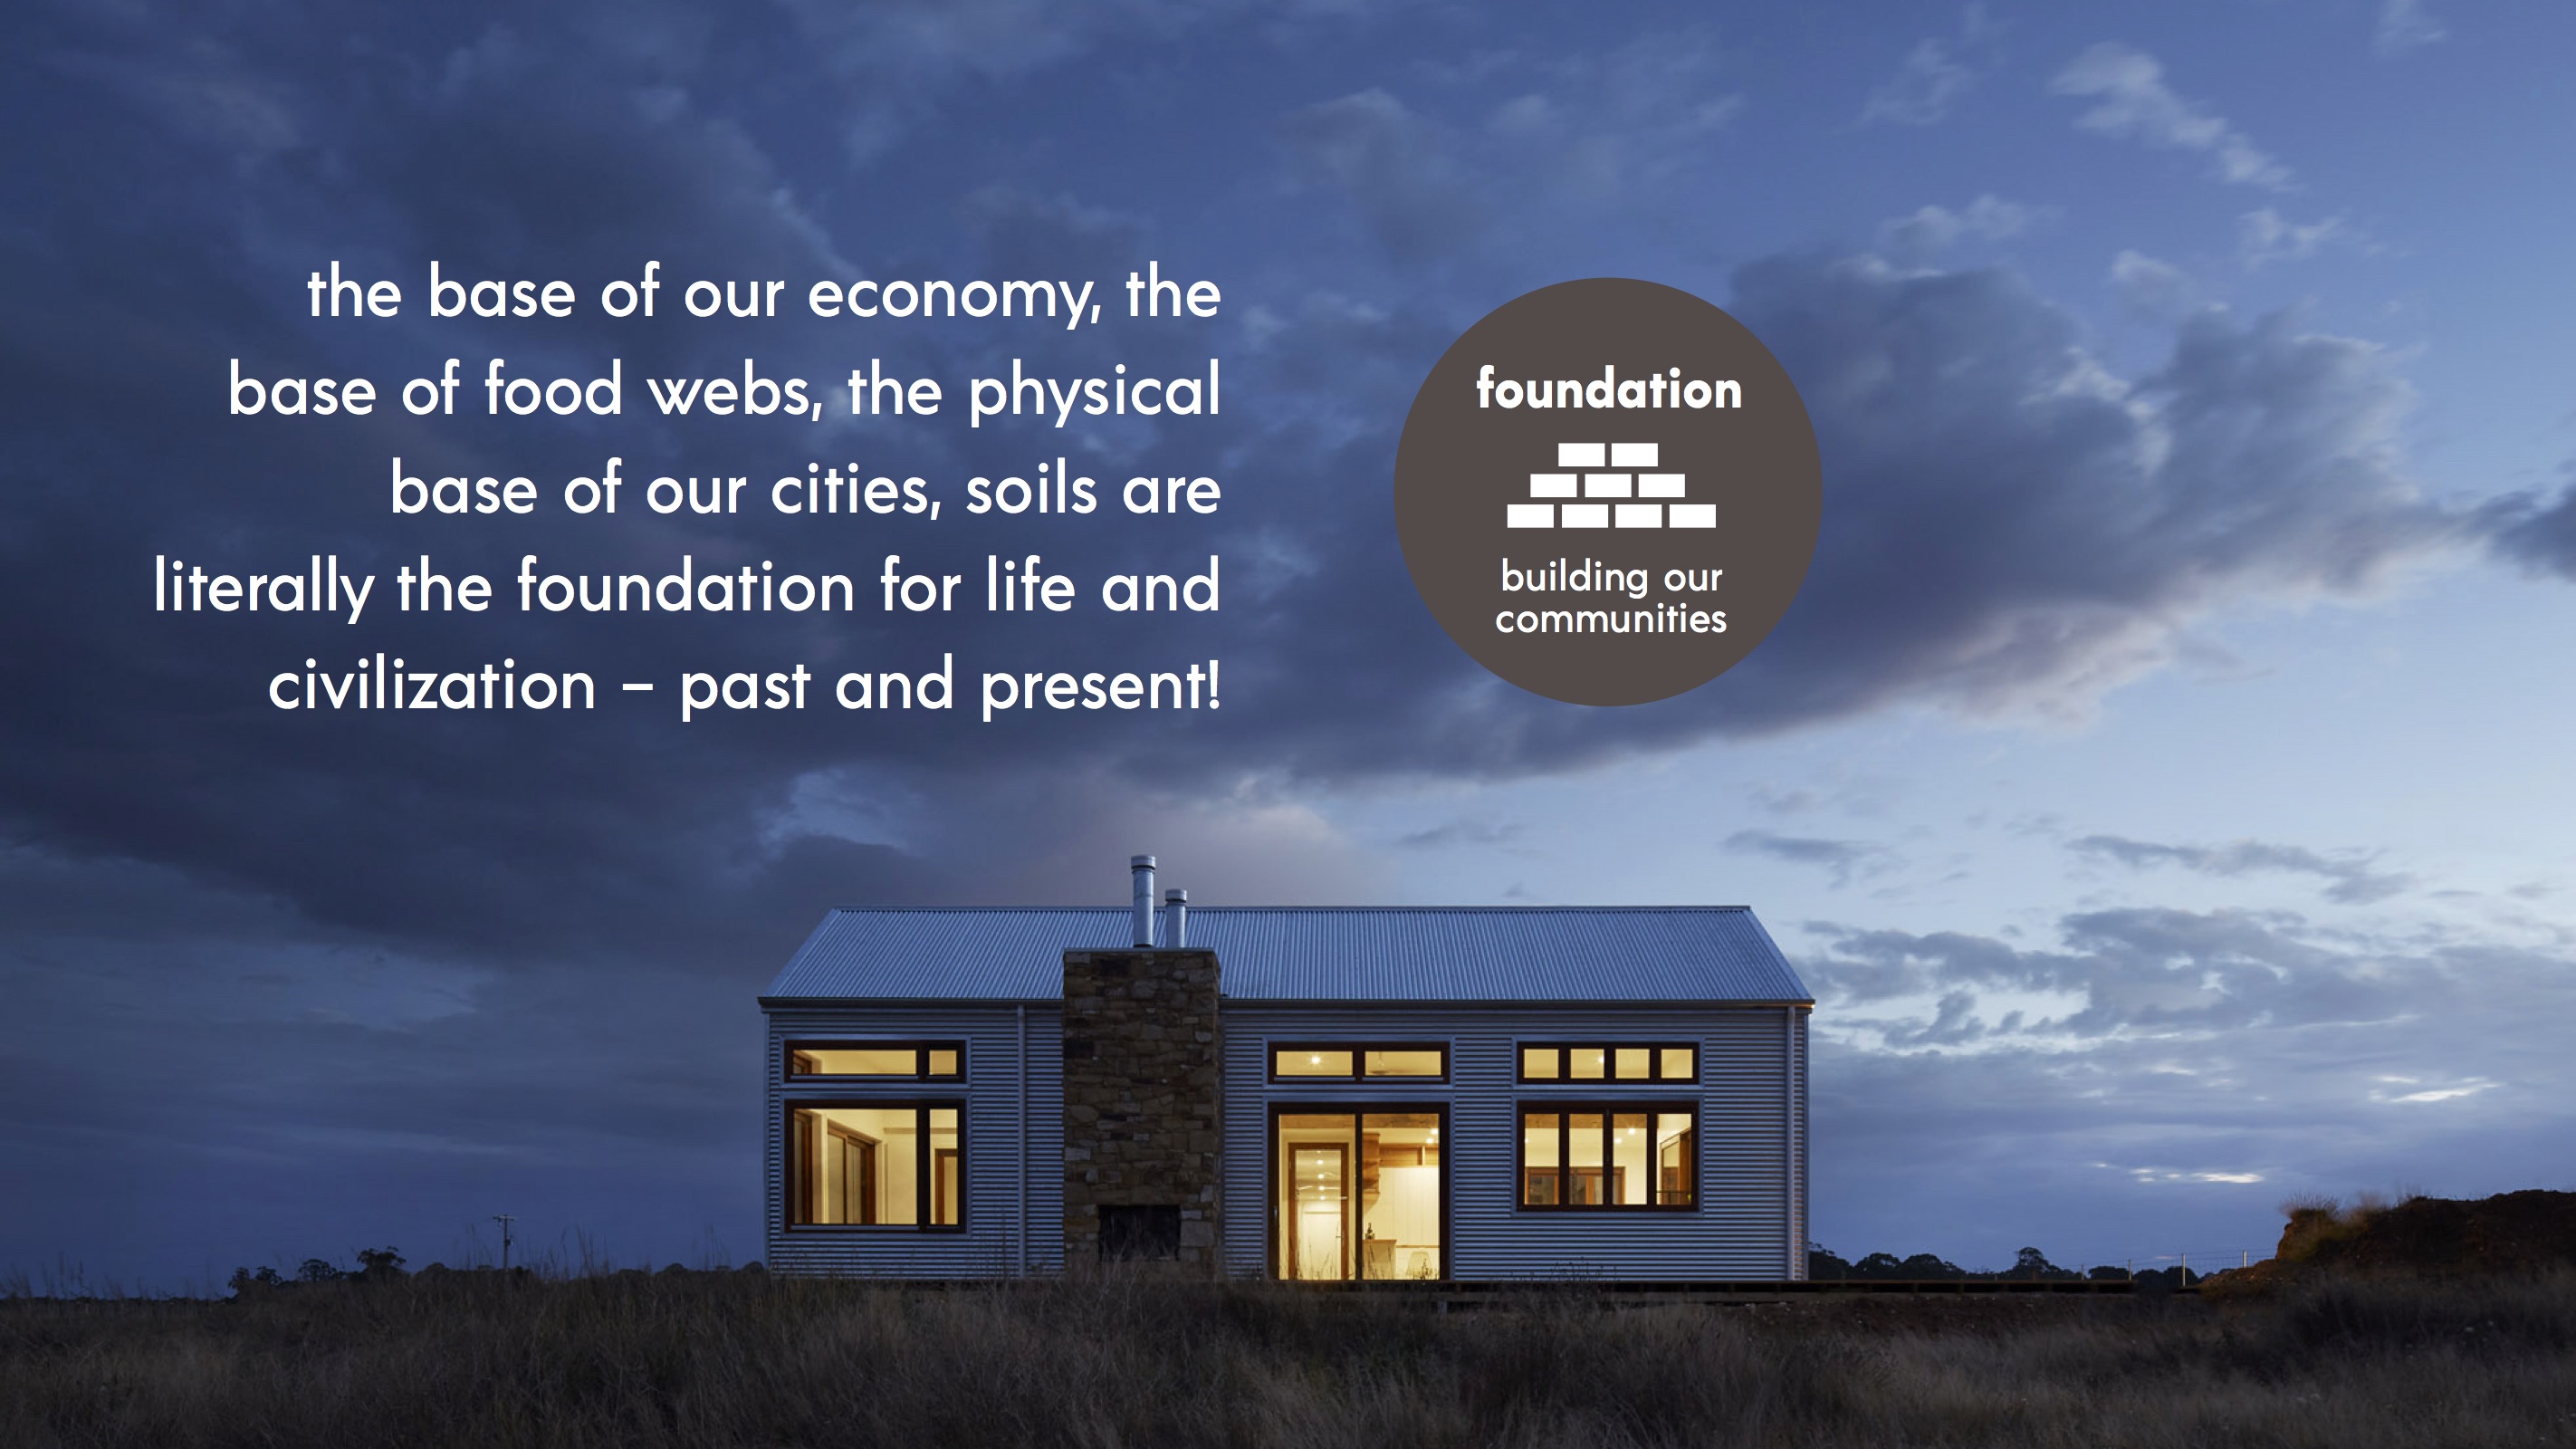 the base of our economy, the
base of food webs, the physical
base of our cities, soils are
literally the foundation for life and
civilization – past and present!
foundation
building our
communities